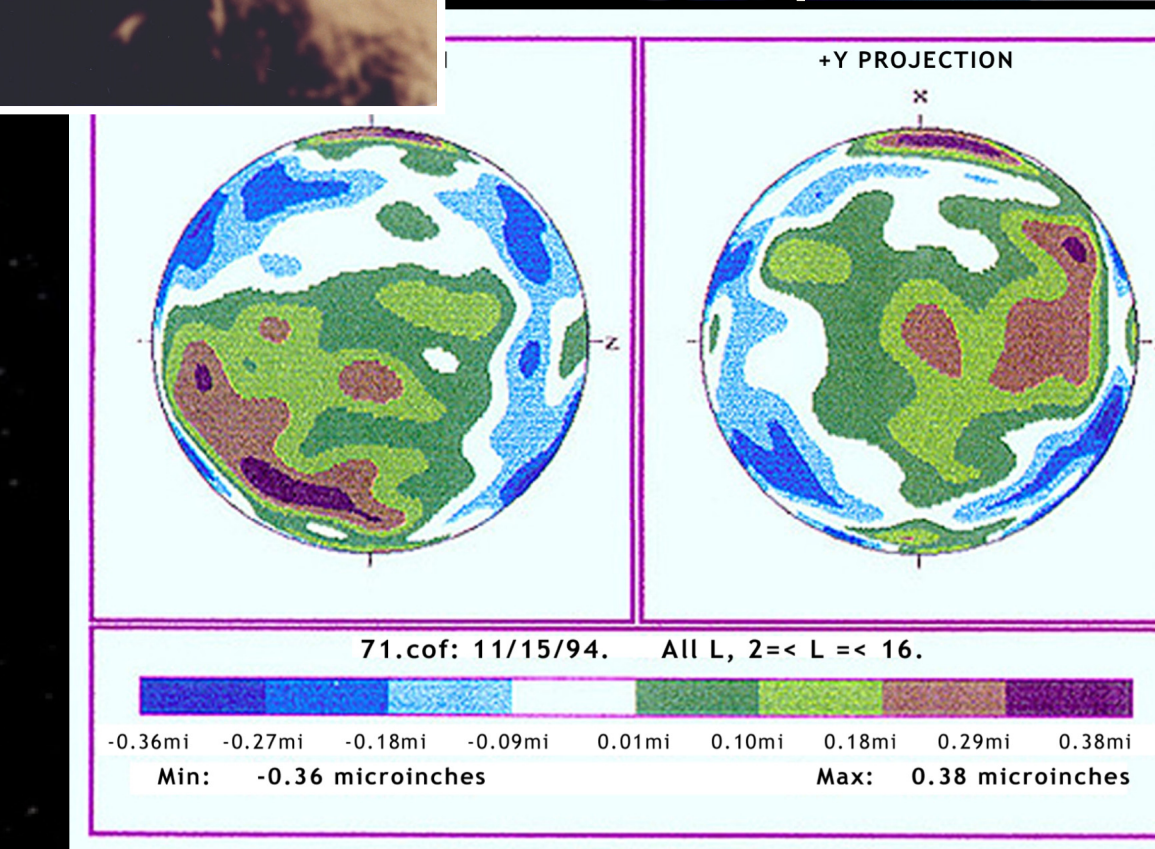 +Y PROJECTION
X
Z
71.cof: 11/15/94. All L, 2=< L =< 16.
-0.36mi -0.27mi -0.18mi -0.09mi 0.01mi 0.10mi 0.18mi 0.29mi 0.38mi
Min: -0.36 microinches Max: 0.38 microinches